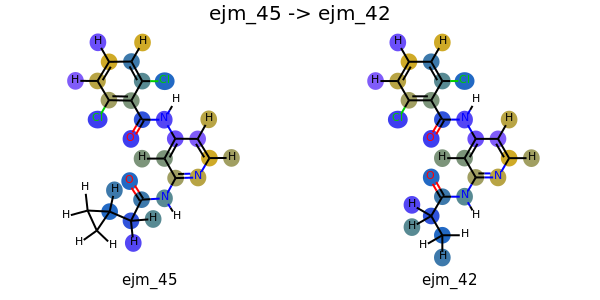 ejm_45 -> ejm_42
H H H H
H Cl H Cl
Cl H Cl H
O N H O N H
H H H H
O N O N
H H N H H N H
H H H H H H H
H H H H H
ejm_45 ejm_42